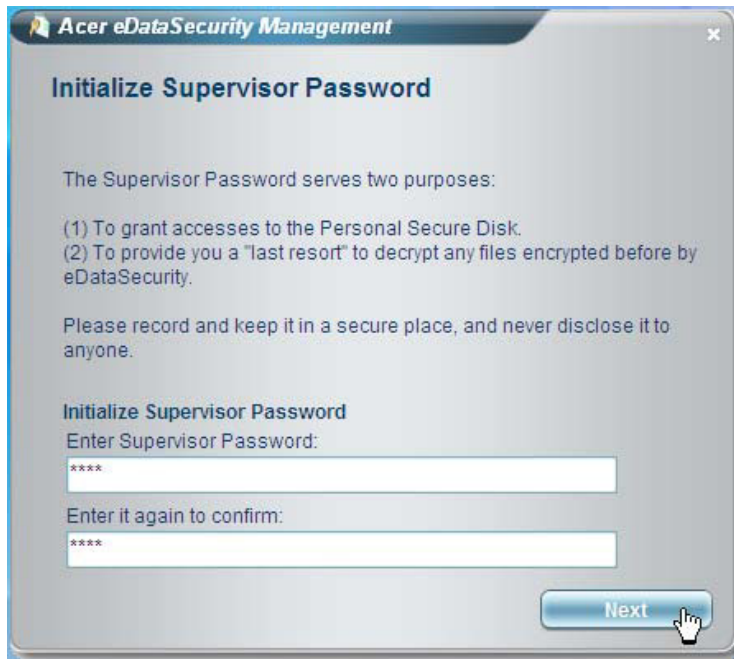 Acer eDataSecurity Management
Initialize Supervisor Password
The Supervisor Password serves two purposes:
(1) To grant accesses to the Personal Secure Disk.
(2) To provide you a "last resort" to decrypt any files encrypted before by
eDataSecurity.
Please record and keep it in a secure place, and never disclose it to
anyone.
Initialize Supervisor Password
Enter Supervisor Password:
****
Enter it again to confirm:
****
Next